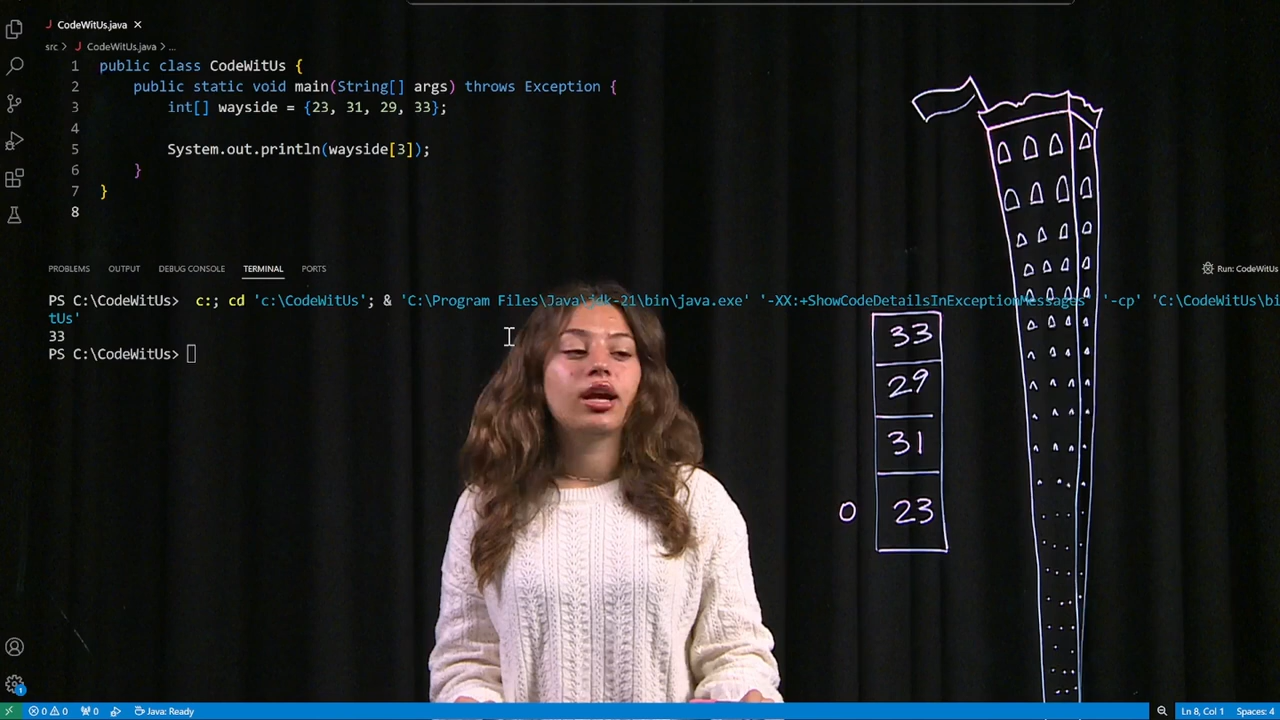 CodeWitUs.java
src > CodeWitUs.java > ...
1 public class CodeWitUs {
2 public static void main(String[] args) throws Exception {
3 int[] wayside = {23, 31, 29, 33};
4
5 System.out.println(wayside[3]);
6 }
7 }
8
PROBLEMS OUTPUT DEBUG CONSOLE TERMINAL PORTS
Run: CodeWitUs
PS C:\CodeWitUs> c:; cd 'c:\CodeWitUs'; & 'C:\Program Files\Java\jdk-21\bin\java.exe' '-XX:+ShowCodeDetailsInExceptionMessages' '-cp' 'C:\CodeWitUs\bi
tUs'
33
PS C:\CodeWitUs>
33
29
31
0 23
1
0 0 0 Java: Ready
Ln 8, Col 1 Spaces: 4